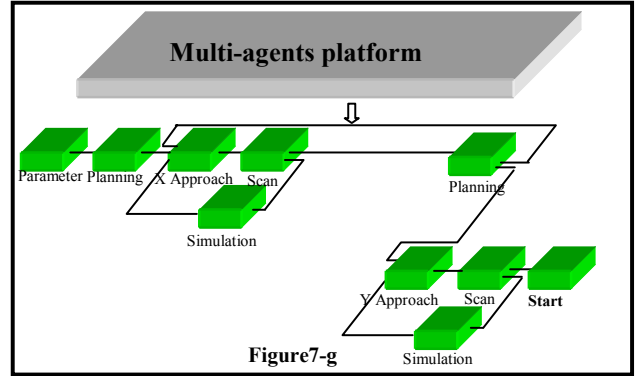 Multi-agents platform
Parameter Planning X Approach Scan Planning
Simulation
Y Approach Scan Start
Simulation
Figure7-g